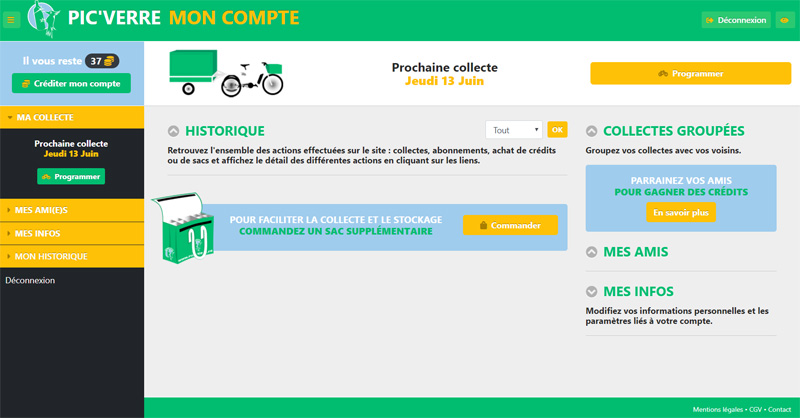 PIC'VERRE MON COMPTE
Déconnexion
Il vous reste 37
Créditer mon compte
Prochaine collecte
Jeudi 13 Juin
Programmer
MA COLLECTE
Prochaine collecte
Jeudi 13 Juin
Programmer
MES AMI(E)S
MES INFOS
MON HISTORIQUE
Déconnexion
HISTORIQUE
Tout
OK
Retrouvez l'ensemble des actions effectuées sur le site : collectes, abonnements, achat de crédits
ou de sacs et affichez le détail des différentes actions en cliquant sur les liens.
POUR FACILITER LA COLLECTE ET LE STOCKAGE
COMMANDEZ UN SAC SUPPLÉMENTAIRE
Commander
COLLECTES GROUPÉES
Groupez vos collectes avec vos voisins.
PARRAINEZ VOS AMIS
POUR GAGNER DES CRÉDITS
En savoir plus
MES AMIS
MES INFOS
Modifiez vos informations personnelles et les
paramètres liés à votre compte.
Mentions légales • CGV • Contact